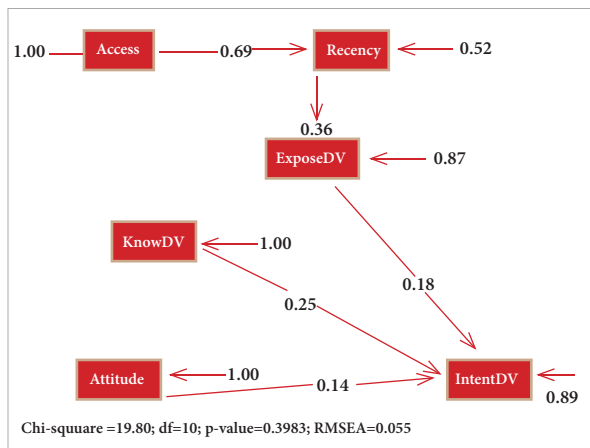 Access
Recency
1.00
0.69
0.52
0.36
ExposeDV
0.87
KnowDV
1.00
0.18
0.25
Attitude
1.00
0.14
IntentDV
0.89
Chi-squuare =19.80; df=10; p-value=0.3983; RMSEA=0.055